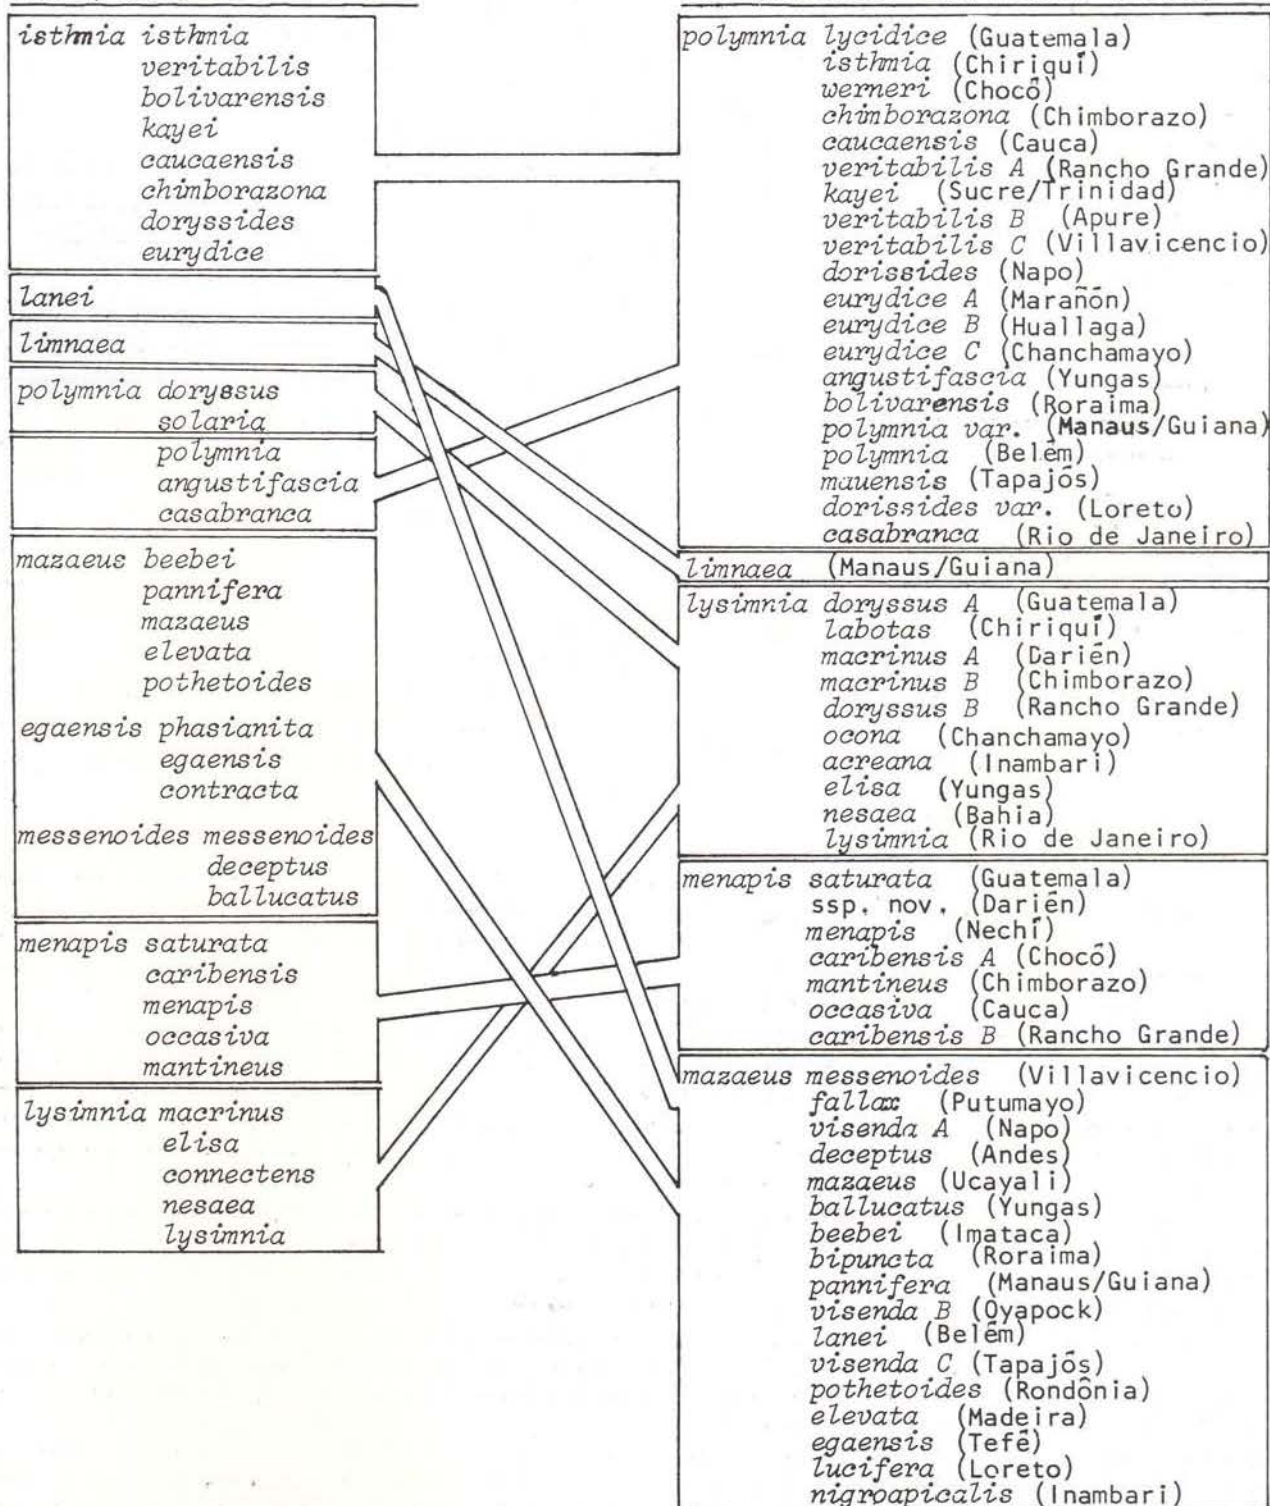 isthmia isthmia
veritabilis
bolivarensis
kayei
caucaensis
chimborazona
doryssides
eurydice
lanei
limnaea
polymnia doryssus
solaria
polymnia
angustifascia
casabranca
mazaeus beebei
pannifera
mazaeus
elevata
pothetoides
egaensis phasianita
egaensis
contracta
messenoides messenoides
deceptus
ballucatus
menapis saturata
caribensis
menapis
occasiva
mantineus
lysimnia macrinus
elisa
connectens
nesaea
lysimnia
polymnia lycidice (Guatemala)
isthmia (Chiriquí)
werneri (Chocô)
chimborazona (Chimborazo)
caucaensis (Cauca)
veritabilis A (Rancho Grande)
kayei (Sucre/Trinidad)
veritabilis B (Apure)
veritabilis C (Villavicencio)
dorissides (Napo)
eurydice A (Marañón)
eurydice B (Huallaga)
eurydice C (Chanchamayo)
angustifascia (Yungas)
bolivarensis (Roraima)
polymnia var. (Manaus/Guiana)
polymnia (Belém)
mauensis (Tapajós)
dorissides var. (Loreto)
casabranca (Rio de Janeiro)
limnaea (Manaus/Guiana)
lysimnia doryssus A (Guatemala)
labotas (Chiriquí)
macrinus A (Darién)
macrinus B (Chimborazo)
doryssus B (Rancho Grande)
ocona (Chanchamayo)
acreana (Inambari)
elisa (Yungas)
nesaea (Bahia)
lysimnia (Rio de Janeiro)
menapis saturata (Guatemala)
ssp. nov. (Darién)
menapis (Nechí)
caribensis A (Chocó)
mantineus (Chimborazo)
occasiva (Cauca)
caribensis B (Rancho Grande)
mazaeus messenoides (Villavicencio)
fallax (Putumayo)
visenda A (Napo)
deceptus (Andes)
mazaeus (Ucayali)
ballucatus (Yungas)
beebei (Imataca)
bipuncta (Roraima)
pannifera (Manaus/Guiana)
visenda B (Oyapock)
lanei (Belém)
visenda C (Tapajós)
pothetoides (Rondônia)
elevata (Madeira)
egaensis (Tefé)
lucifera (Loreto)
nigroapicalis (Inambari)